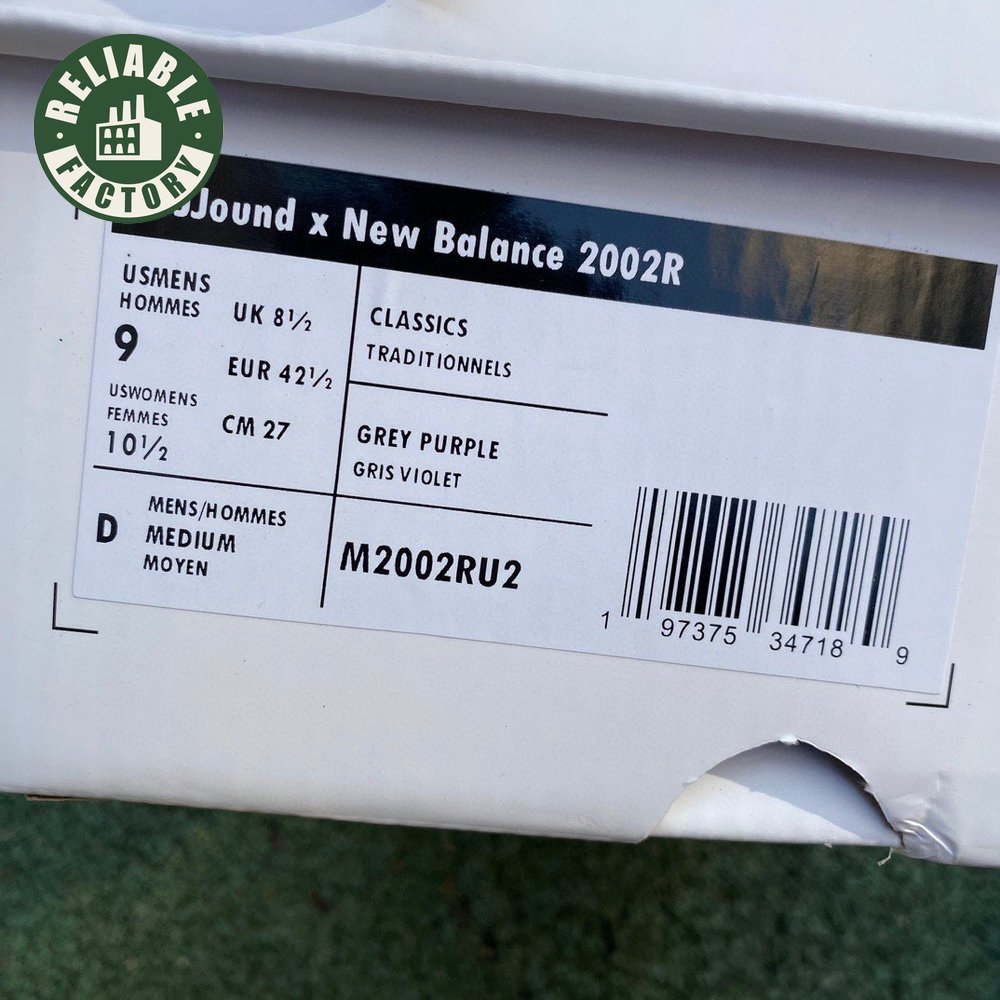 RELIABLE
FACTORY
JJound x New Balance 2002R
USMENS
HOMMES
9
UK 8½
EUR 42½
USWOMENS
FEMMES
10½
CM 27
CLASSICS
TRADITIONNELS
GREY PURPLE
GRIS VIOLET
D
MENS/HOMMES
MEDIUM
MOYEN
M2002RU2
1 97375 34718 9